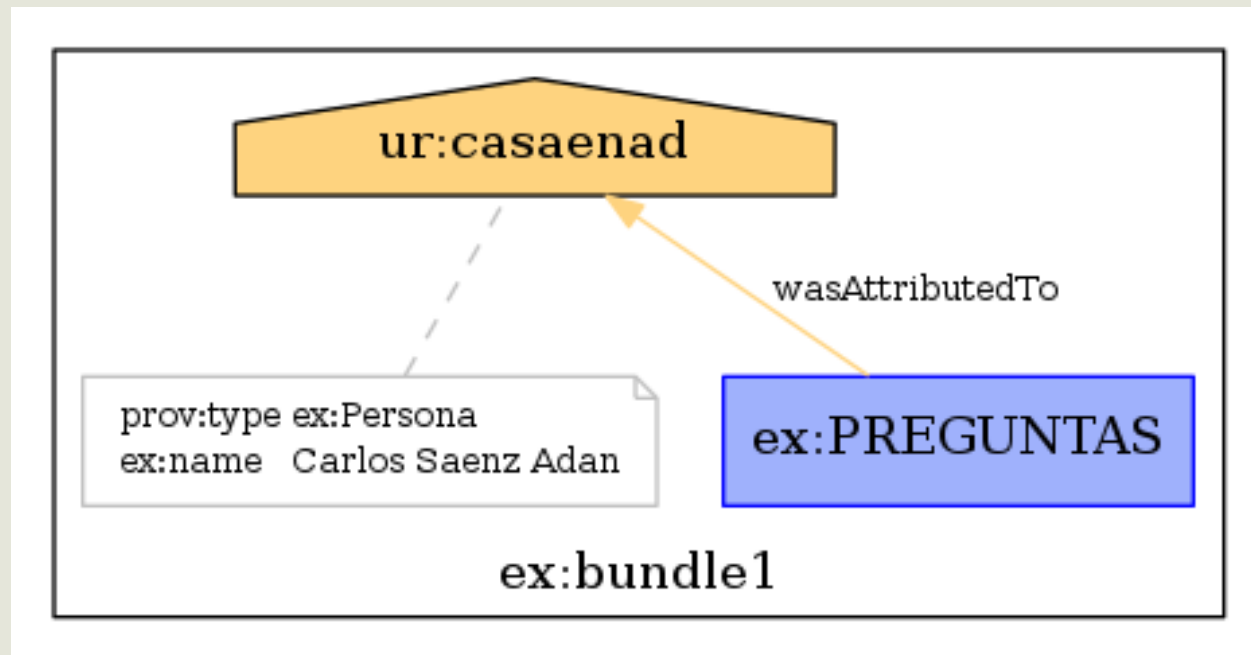 ur:casaenad
wasAttributedTo
prov:type ex:Persona
ex:name Carlos Saenz Adan
ex:PREGUNTAS
ex:bundle1